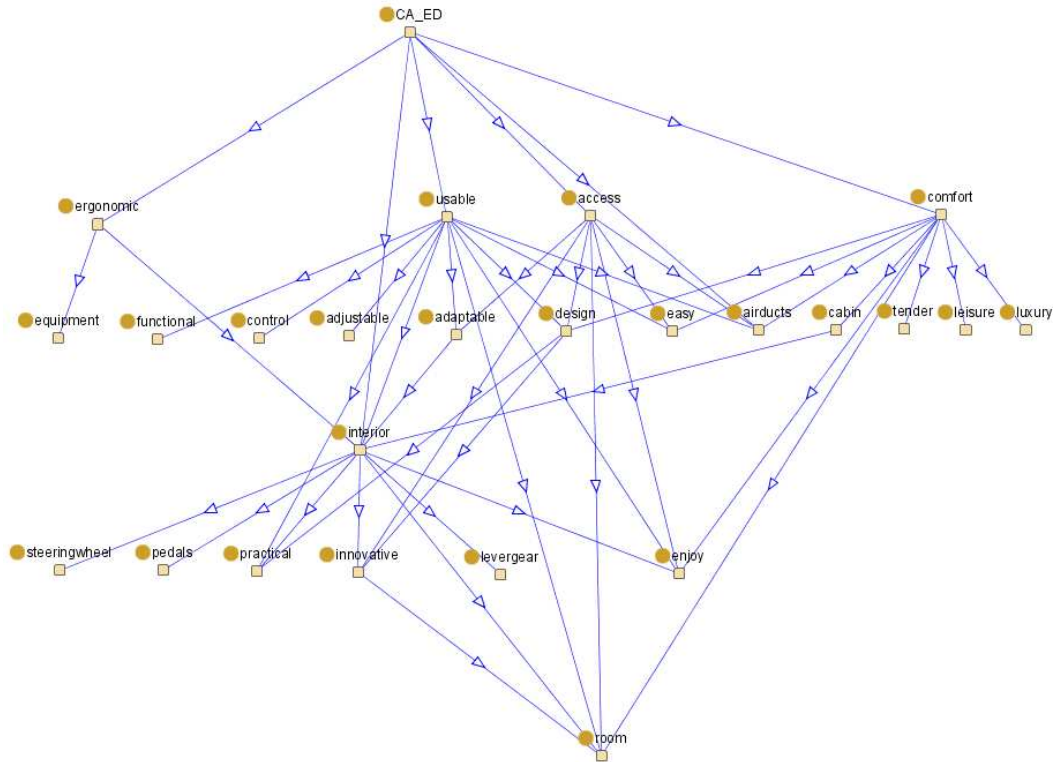 CA_ED
ergonomic
usable
access
comfort
equipment
functional
control
adjustable
adaptable
design
easy
airducts
cabin
tender
leisure
luxury
interior
steeringwheel
pedals
practical
innovative
levergear
enjoy
room